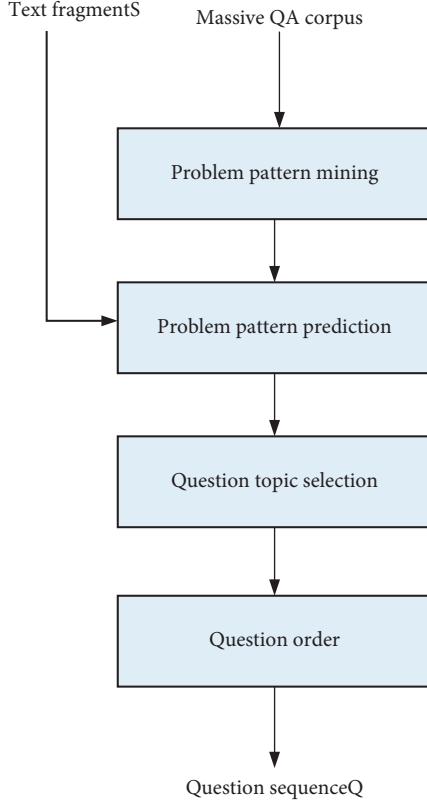 Text fragmentS
Massive QA corpus
Problem pattern mining
Problem pattern prediction
Question topic selection
Question order
Question sequenceQ